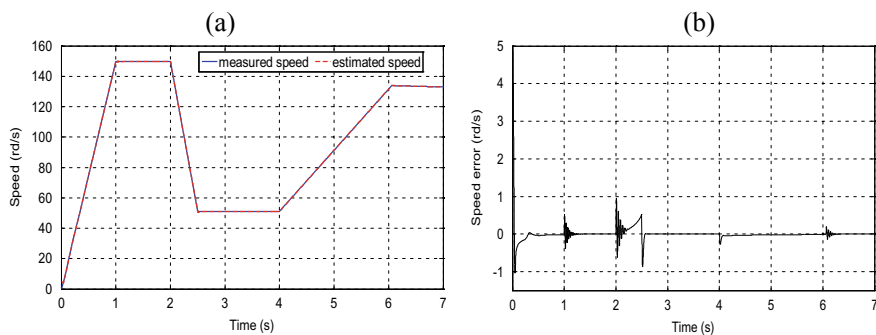 (a)
(b)
160
140
120
100
80
60
40
20
0
Speed (rd/s)
measured speed
estimated speed
0 1 2 3 4 5 6 7
Time (s)
5
4
3
2
1
0
-1
Speed error (rd/s)
0 1 2 3 4 5 6 7
Time (s)